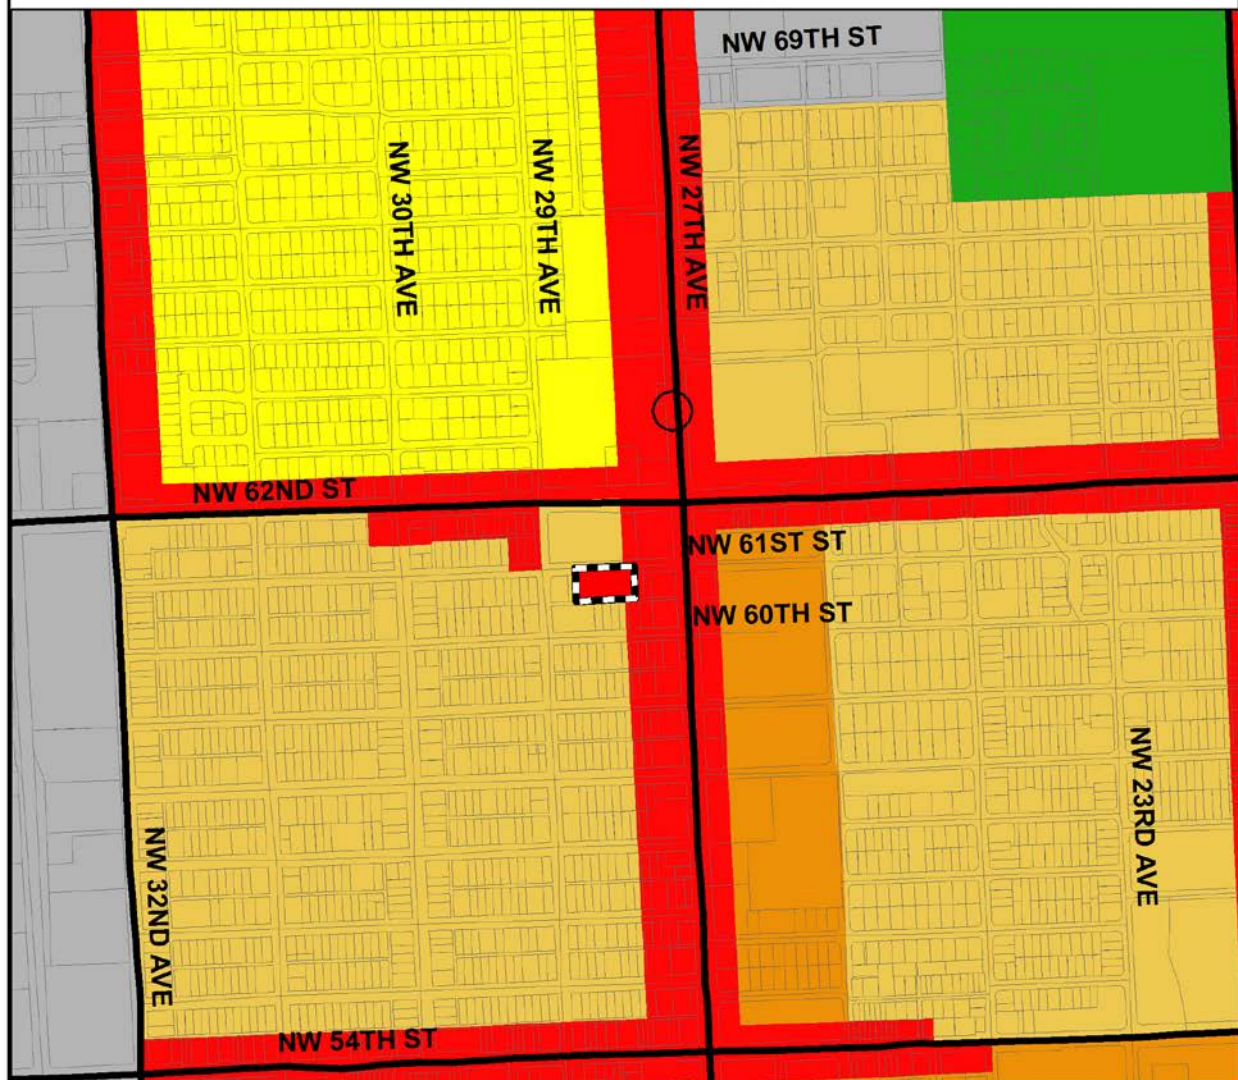 NW 69TH ST
NW 30TH AVE
NW 29TH AVE
NW 27TH AVE
NW 62ND ST
NW 61ST ST
NW 60TH ST
NW 32ND AVE
NW 23RD AVE
NW 54TH ST